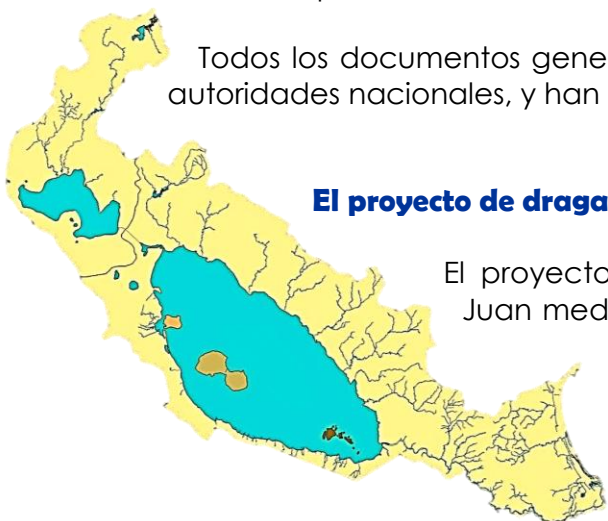 Todos los documentos gene
autoridades nacionales, y han
El proyecto de draga
El proyecto
Juan med